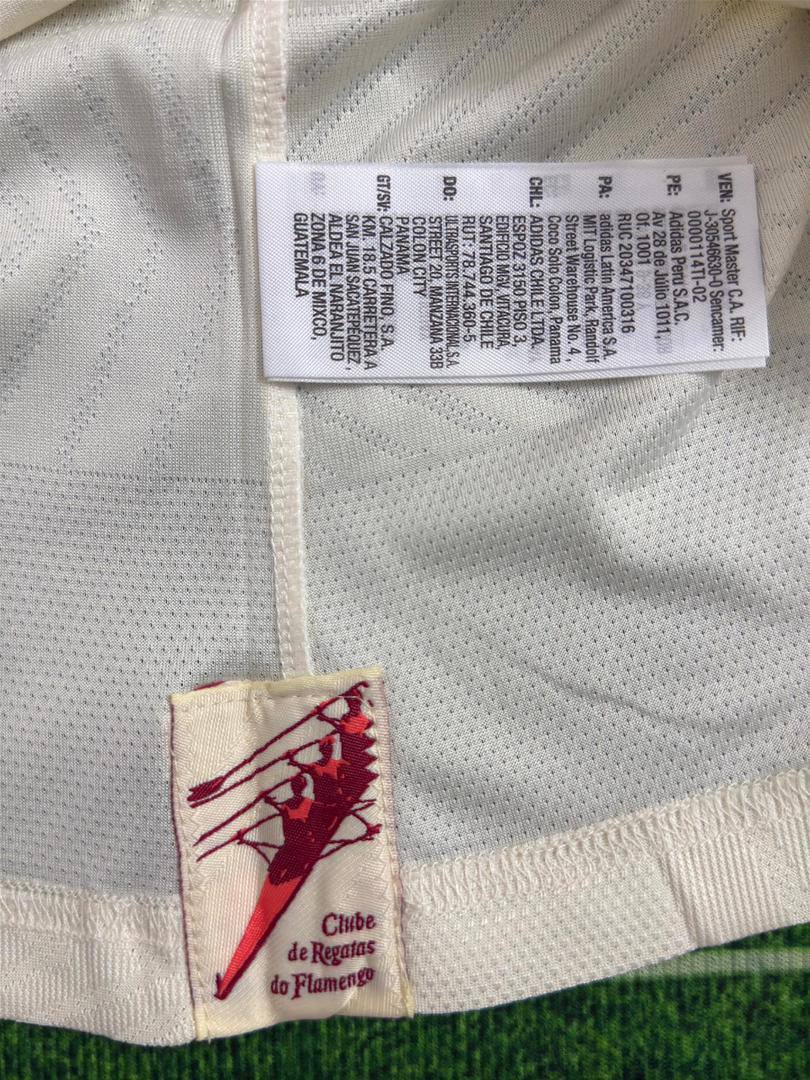 VEN: Sport Master C.A. RIF:
J-30546630-0 Sencamer:
0000114TI-02
PE: Adidas Peru S.A.C.
Av 28 de Júlio 1011,
Of. 1001
RUC 20347100316
PA: adidas Latin America S.A.
MIT Logistic Park, Randolf
Street Warehouse No. 4,
Coco Solo Colon, Panama
CHL: ADIDAS CHILE LTDA.
ESPOZ 3150 PISO 3,
EDIFICIO MGV, VITACURA,
SANTIAGO DE CHILE
RUT: 78.744.360-5
DO: ULTRASPORTS INTERNACIONAL, S.A.
STREET 20, MANZANA 33B
COLON CITY
PANAMA
GT/SV: CALZADO FINO, S.A.
KM. 18.5 CARRETERA A
SAN JUAN SACATEPÉQUEZ,
ALDEA EL NARANJITO
ZONA 6 DE MIXCO,
GUATEMALA
Clube
de Regatas
do Flamengo